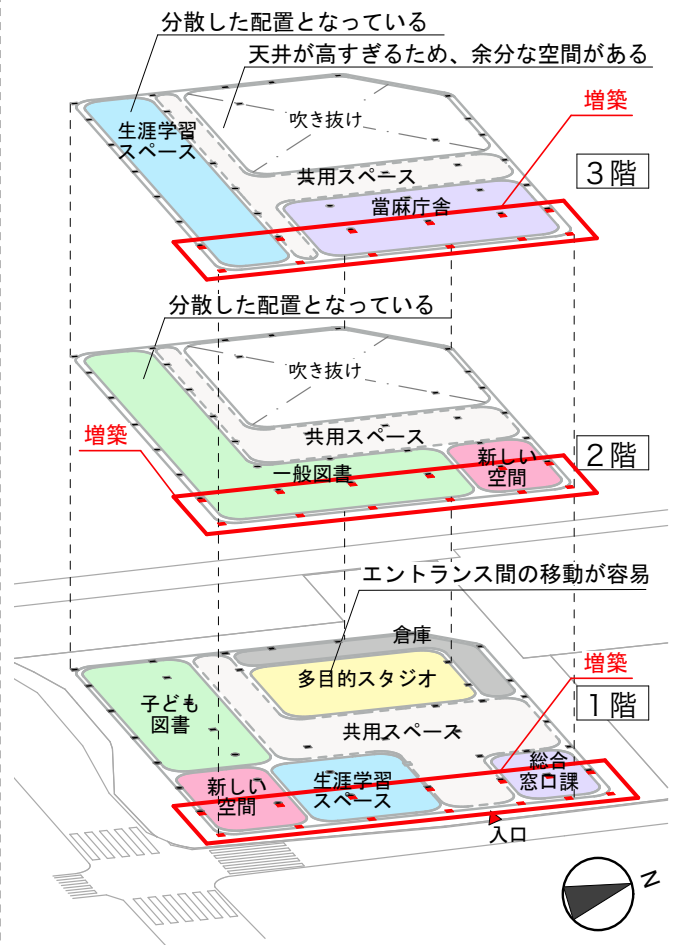 分散した配置となっている
天井が高すぎるため、余分な空間がある
増築
吹き抜け
生涯学習
スペース
3階
共用スペース
當麻庁舎
分散した配置となっている
吹き抜け
増築
共用スペース
2階
一般図書
新しい
空間
エントランス間の移動が容易
倉庫
増築
多目的スタジオ
1階
子ども
図書
共用スペース
総合
窓口課
新しい
空間
生涯学習
スペース
入口
N